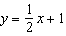 y = 1/2 x + 1